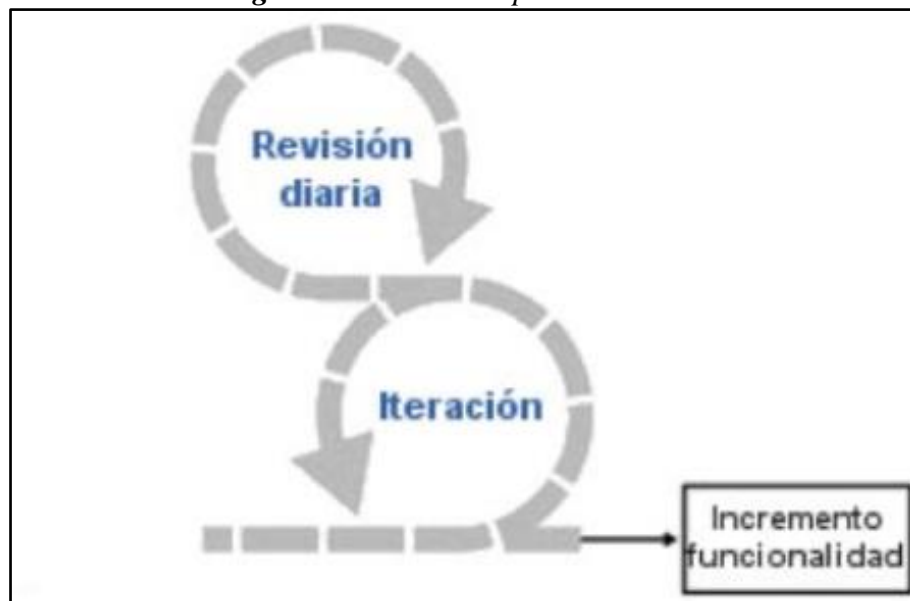 Revisión
diaria
Iteración
Incremento
funcionalidad